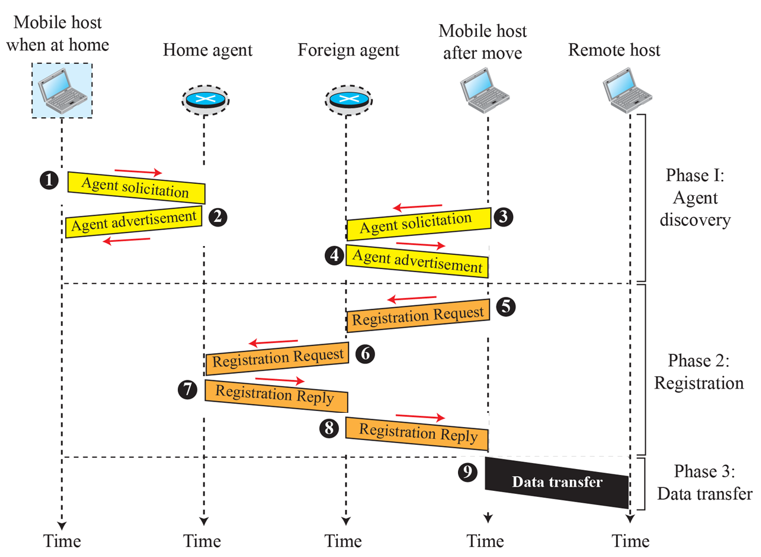 Mobile host
when at home
Home agent
Foreign agent
Mobile host
after move
Remote host
1
Agent solicitation
Agent advertisement
2
Agent solicitation
3
4
Agent advertisement
Phase I:
Agent
discovery
Registration Request
5
Registration Request
6
7
Registration Reply
8
Registration Reply
Phase 2:
Registration
9
Data transfer
Phase 3:
Data transfer
Time
Time
Time
Time
Time